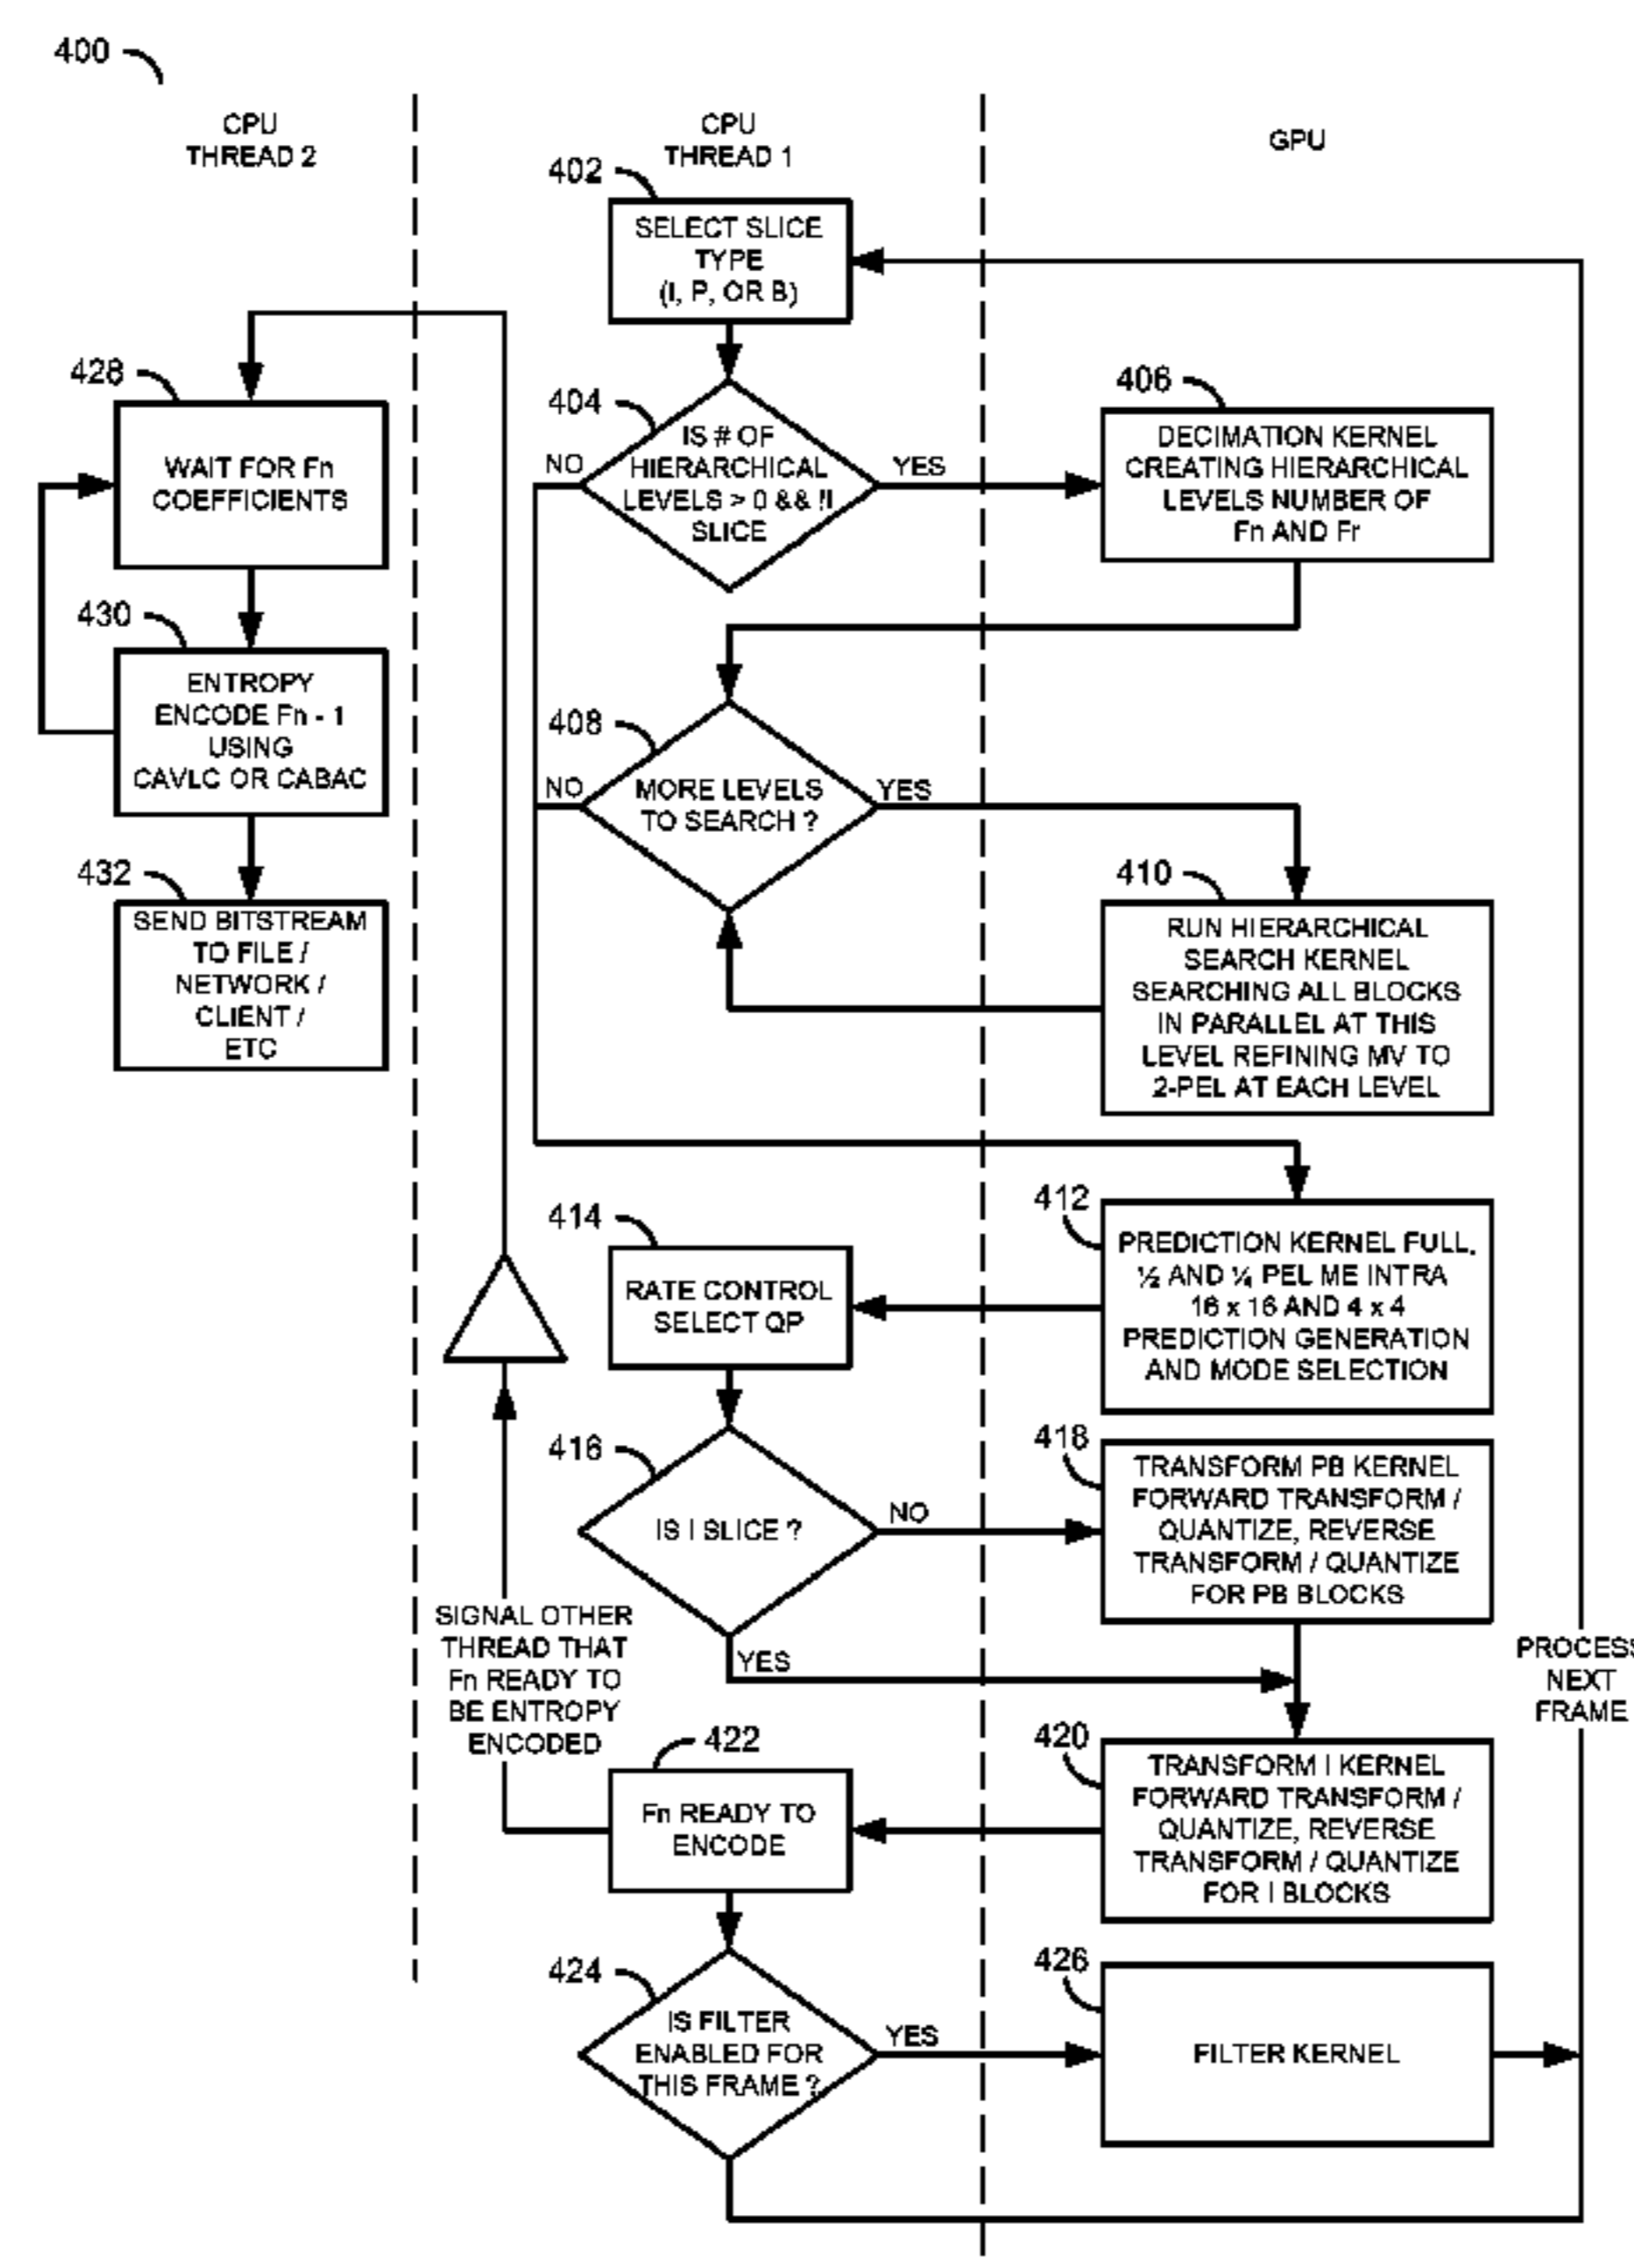 400
CPU
THREAD 2
CPU
THREAD 1
GPU
402
SELECT SLICE
TYPE
(I, P, OR B)
428
WAIT FOR Fn
COEFFICIENTS
404
IS # OF
HIERARCHICAL
LEVELS > 0 && !I
SLICE
NO
YES
406
DECIMATION KERNEL
CREATING HIERARCHICAL
LEVELS NUMBER OF
Fn AND Fr
430
ENTROPY
ENCODE Fn - 1
USING
CAVLC OR CABAC
408
MORE LEVELS
TO SEARCH ?
NO
YES
432
SEND BITSTREAM
TO FILE /
NETWORK /
CLIENT /
ETC
410
RUN HIERARCHICAL
SEARCH KERNEL
SEARCHING ALL BLOCKS
IN PARALLEL AT THIS
LEVEL REFINING MV TO
2-PEL AT EACH LEVEL
412
PREDICTION KERNEL FULL,
½ AND ¼ PEL ME INTRA
16 x 16 AND 4 x 4
PREDICTION GENERATION
AND MODE SELECTION
414
RATE CONTROL
SELECT QP
416
IS I SLICE ?
NO
YES
418
TRANSFORM PB KERNEL
FORWARD TRANSFORM /
QUANTIZE, REVERSE
TRANSFORM / QUANTIZE
FOR PB BLOCKS
SIGNAL OTHER
THREAD THAT
Fn READY TO
BE ENTROPY
ENCODED
PROCESS
NEXT
FRAME
420
TRANSFORM I KERNEL
FORWARD TRANSFORM /
QUANTIZE, REVERSE
TRANSFORM / QUANTIZE
FOR I BLOCKS
422
Fn READY TO
ENCODE
424
IS FILTER
ENABLED FOR
THIS FRAME ?
YES
426
FILTER KERNEL